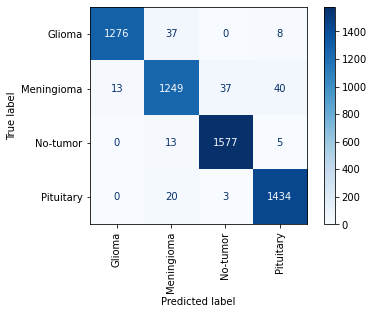 Glioma 1276 37 0 8
Meningioma 13 1249 37 40
No-tumor 0 13 1577 5
Pituitary 0 20 3 1434
Glioma Meningioma No-tumor Pituitary
Predicted label
True label
1400
1200
1000
800
600
400
200
0